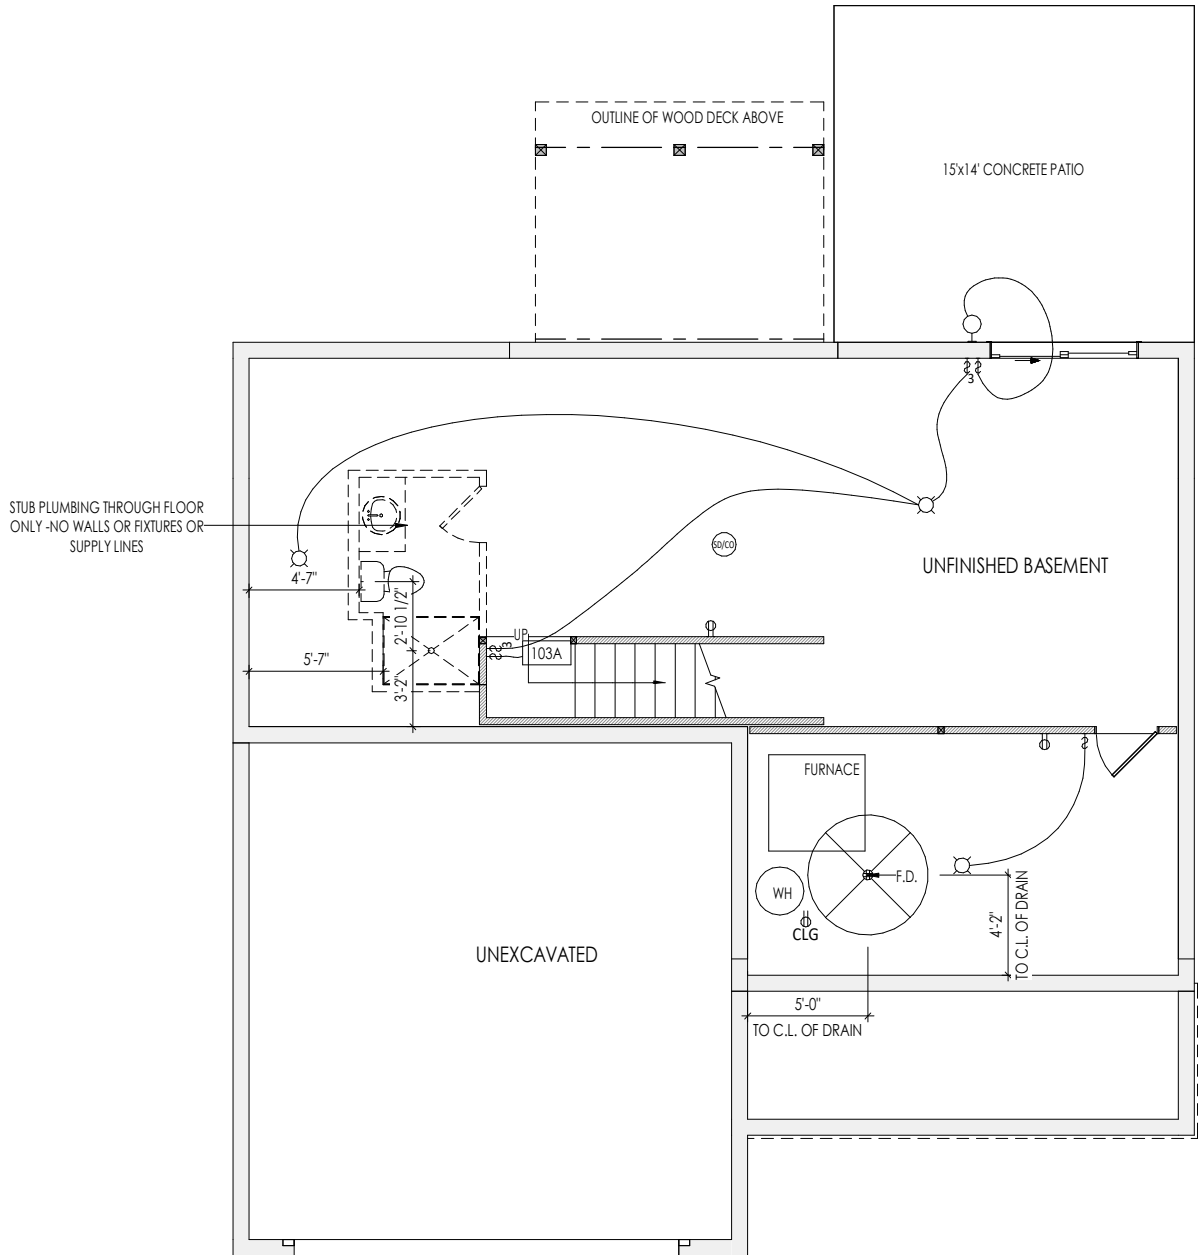 OUTLINE OF WOOD DECK ABOVE
15'x14' CONCRETE PATIO
3
STUB PLUMBING THROUGH FLOOR
ONLY -NO WALLS OR FIXTURES OR
SUPPLY LINES
SD/CO
UNFINISHED BASEMENT
4'-7"
2'-10 1/2"
UP
3
103A
5'-7"
3'-2"
FURNACE
F.D.
WH
CLG
4'-2"
TO C.L. OF DRAIN
UNEXCAVATED
5'-0"
TO C.L. OF DRAIN